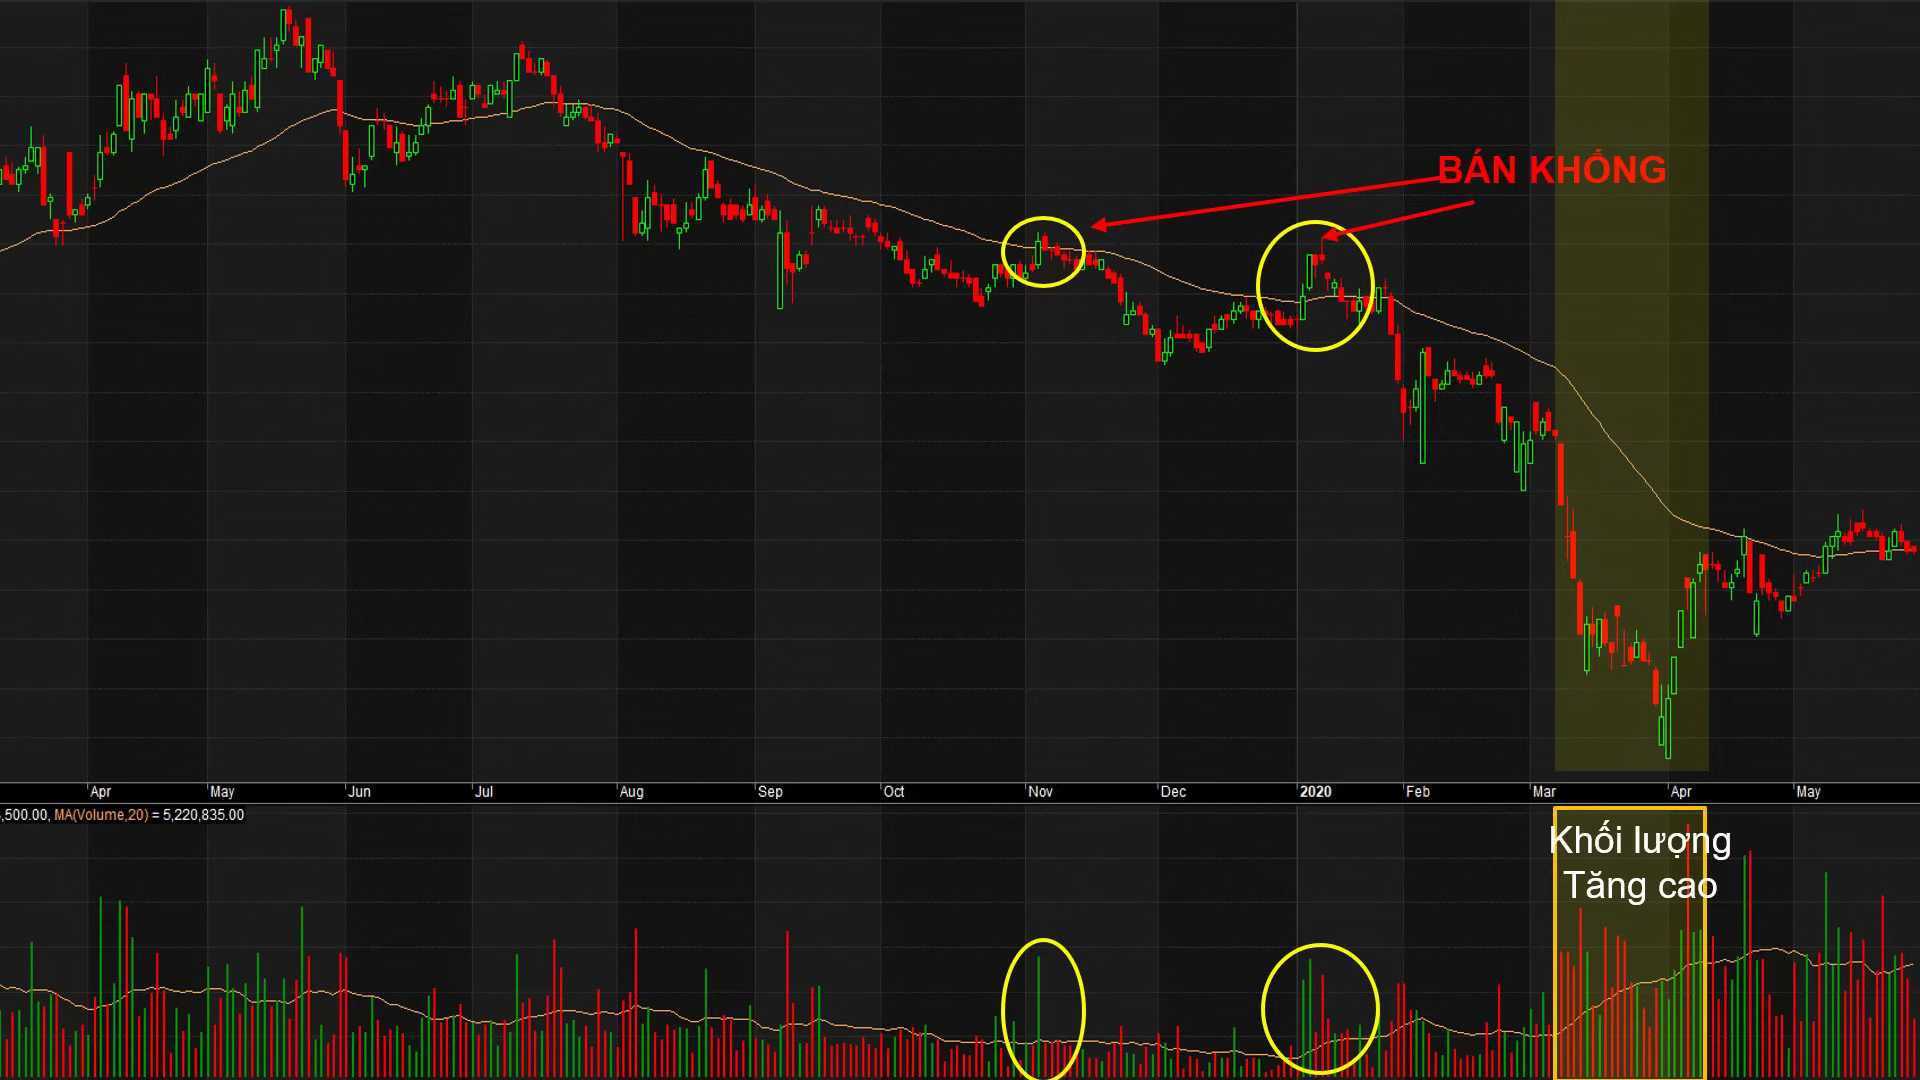 BÁN KHỐNG
Apr May Jun Jul Aug Sep Oct Nov Dec 2020 Feb Mar Apr May
,500.00, MA(Volume,20) = 5,220,835.00
Khối lượng
Tăng cao